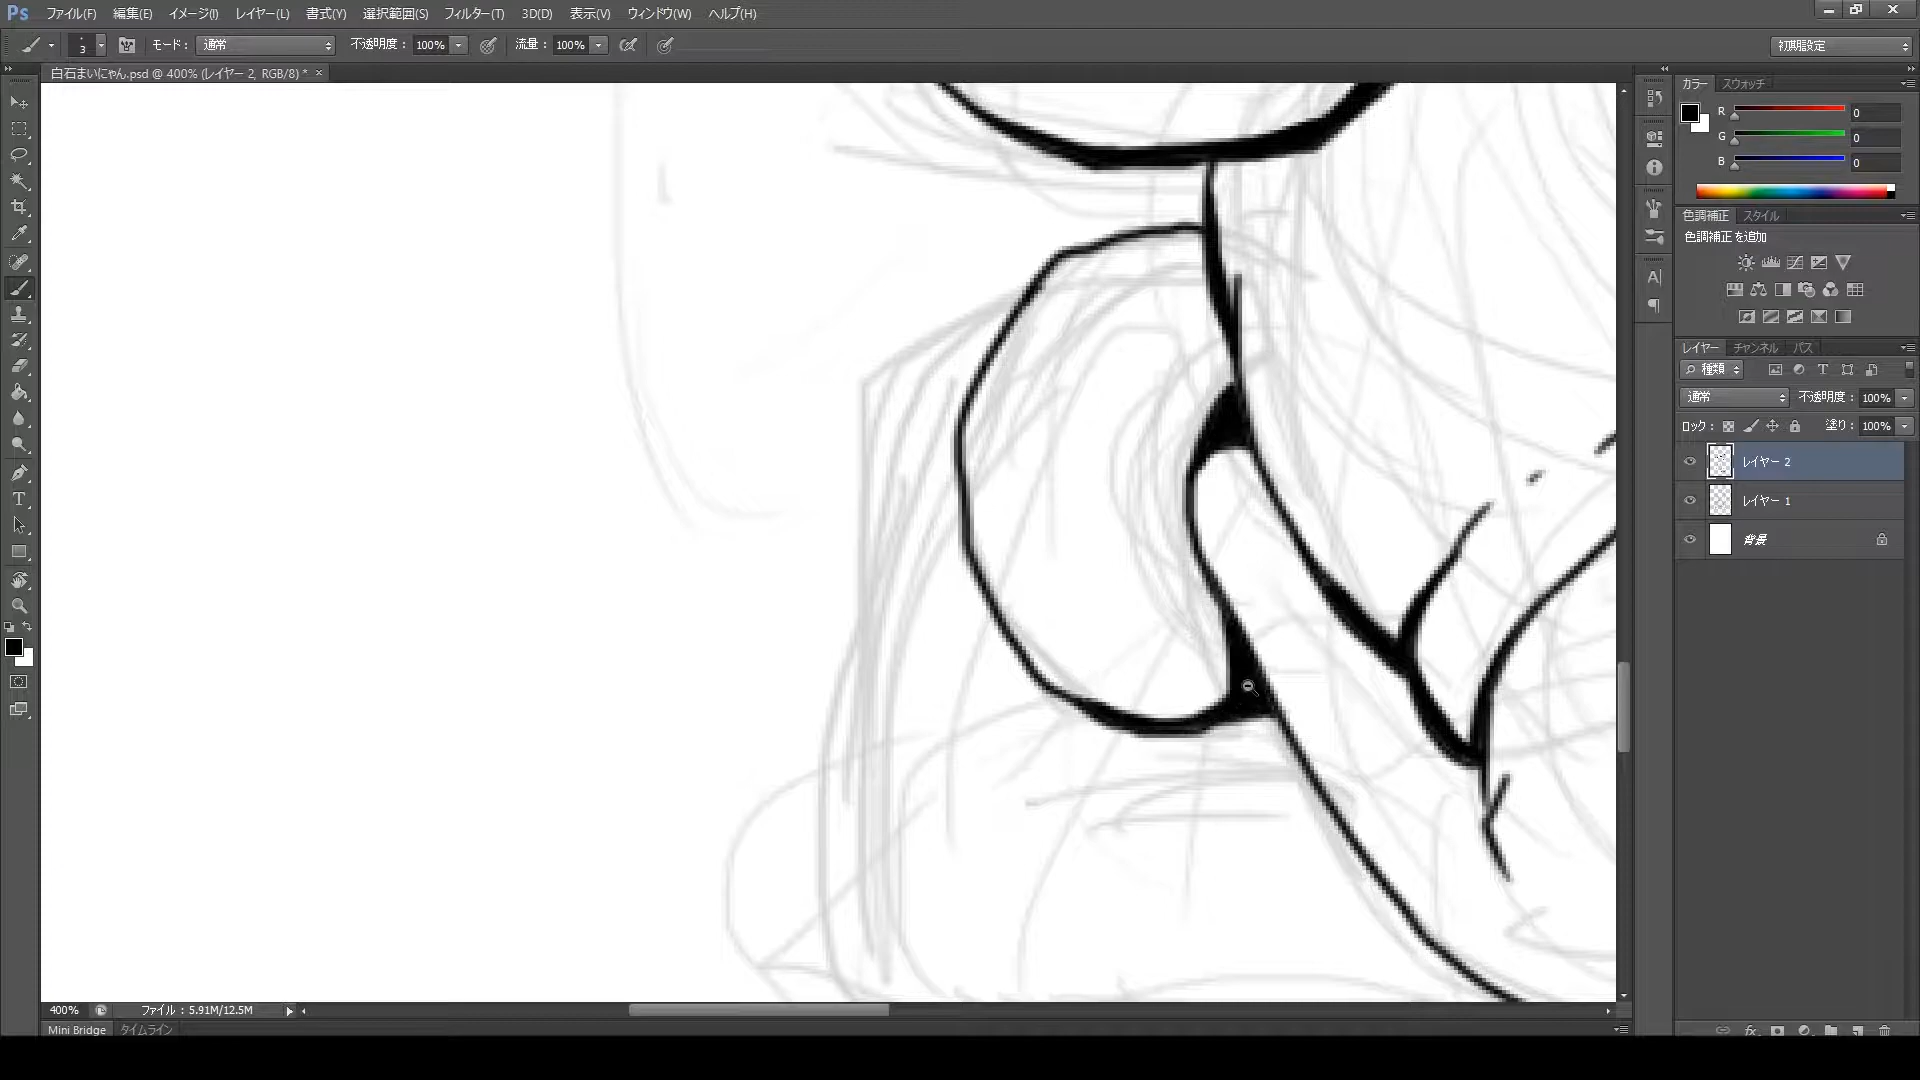 Ps ファイル(F) 編集(E) イメージ(I) レイヤー(L) 書式(Y) 選択範囲(S) フィルター(T) 3D(D) 表示(V) ウィンドウ(W) ヘルプ(H)
3 モード： 通常 不透明度： 100% 流量： 100% 初期設定
白石まいにゃん.psd @ 400% (レイヤー 2, RGB/8) * ×
カラー スウォッチ
R 0
G 0
B 0
色調補正 スタイル
色調補正を追加
レイヤー チャンネル パス
種類
通常 不透明度： 100%
ロック： 塗り： 100%
レイヤー 2
レイヤー 1
背景
400% ファイル：5.91M/12.5M
Mini Bridge タイムライン